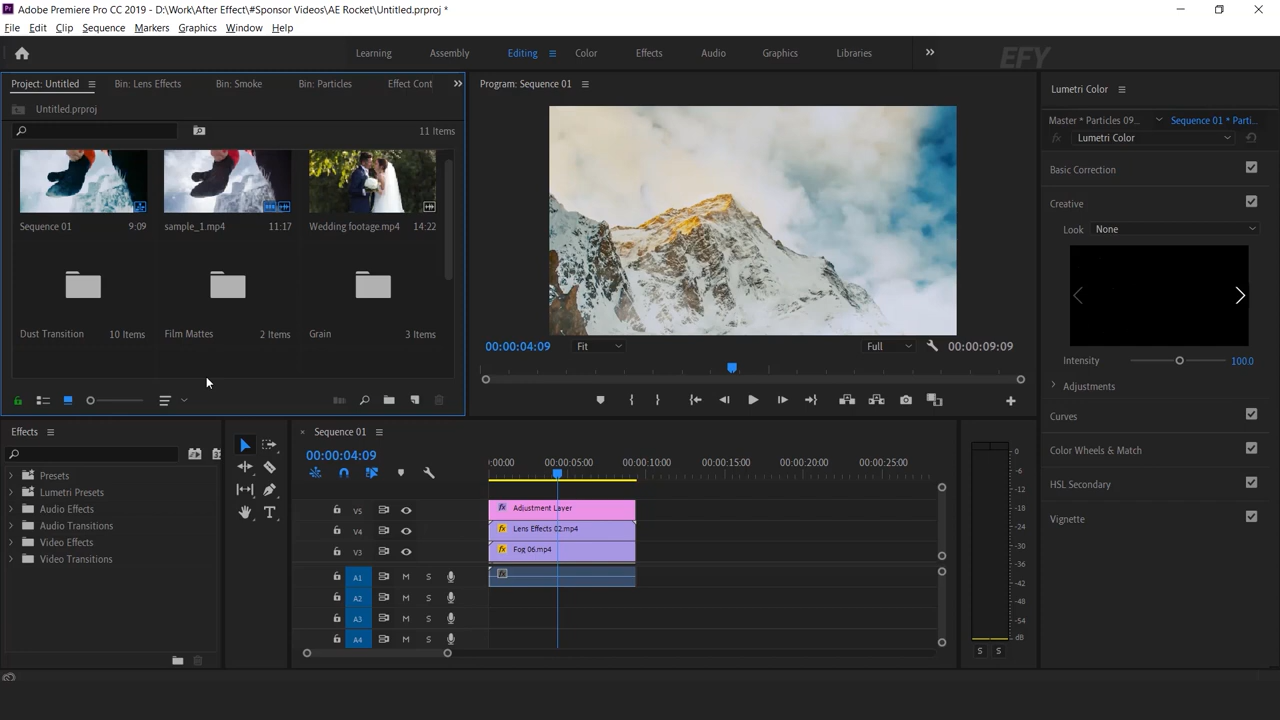 Adobe Premiere Pro CC 2019 - D:\Work\After Effect\#Sponsor Videos\AE Rocket\Untitled.prproj *
File Edit Clip Sequence Markers Graphics Window Help
Learning Assembly Editing Color Effects Audio Graphics Libraries
EFY
Project: Untitled Bin: Lens Effects Bin: Smoke Bin: Particles Effect Cont
Untitled.prproj
11 Items
Sequence 01 9:09 sample_1.mp4 11:17 Wedding footage.mp4 14:22
Dust Transition 10 Items Film Mattes 2 Items Grain 3 Items
Program: Sequence 01
00:00:04:09 Fit Full 00:00:09:09
Lumetri Color
Master * Particles 09... Sequence 01 * Parti...
fx Lumetri Color
Basic Correction
Creative
Look None
Intensity 100.0
Adjustments
Curves
Color Wheels & Match
HSL Secondary
Vignette
Effects
Presets
Lumetri Presets
Audio Effects
Audio Transitions
Video Effects
Video Transitions
× Sequence 01
00:00:04:09
:00:00 00:00:05:00 00:00:10:00 00:00:15:00 00:00:20:00 00:00:25:00
V5 fx Adjustment Layer
V4 fx Lens Effects 02.mp4
V3 fx Fog 06.mp4
A1 M S fx
A2 M S
A3 M S
A4 M S
0
-6
-12
-18
-24
-30
-36
-42
-48
-54
dB
S S